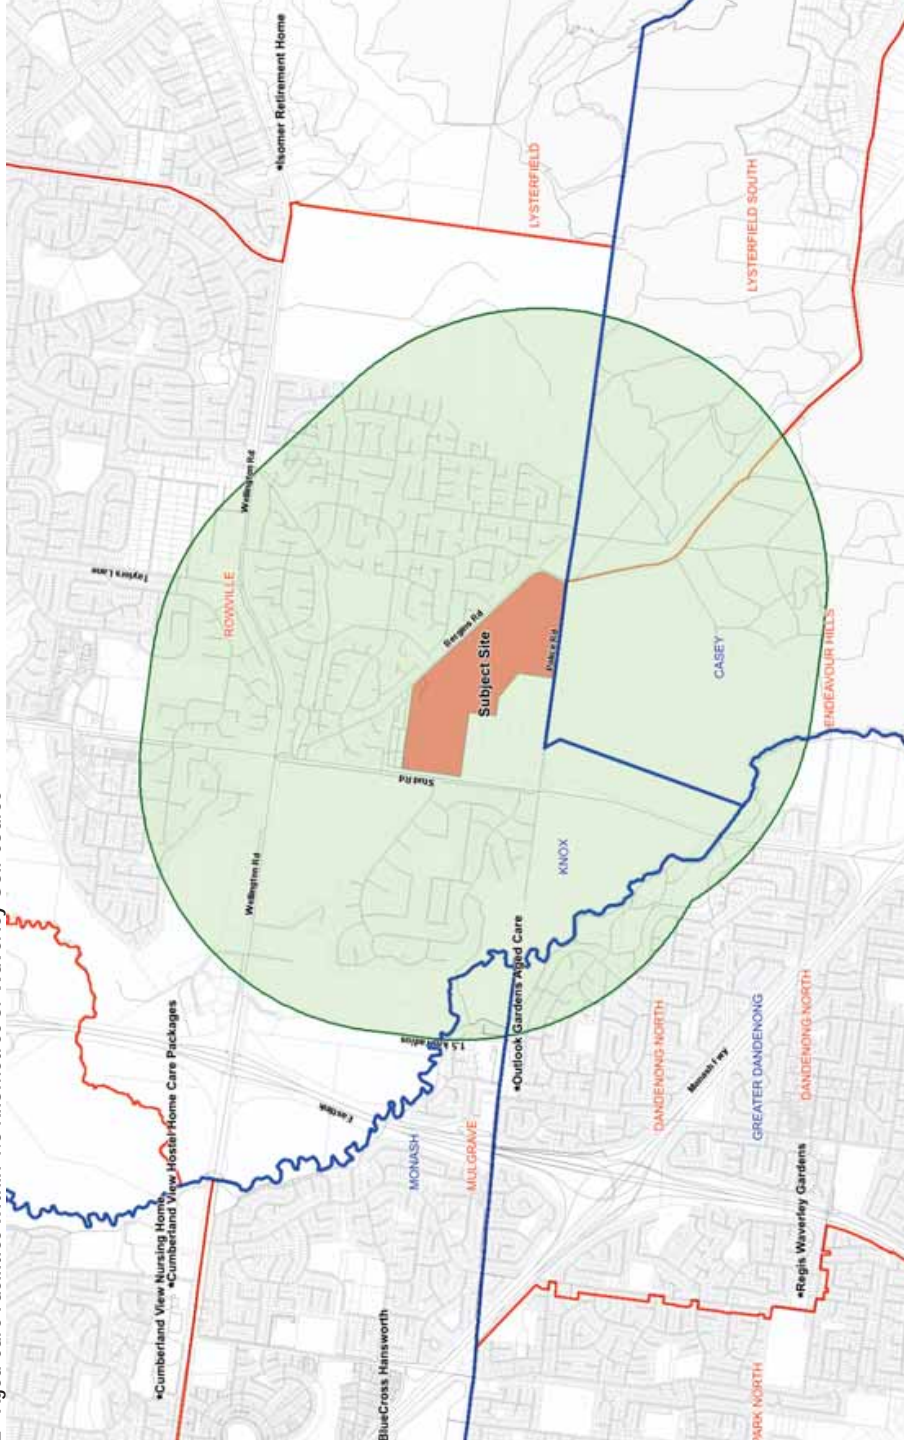 Cumberland View Nursing Home
Cumberland View Hostel Home Care Packages
Taylors Lane
ROWVILLE
Wellington Rd
Wellington Rd
Isomer Retirement Home
Eastlink
BlueCross Hansworth
MONASH
Stud Rd
Bergins Rd
MULGRAVE
Subject Site
Outlook Gardens Aged Care
LYSTERFIELD
Police Rd
KNOX
DANDENONG NORTH
Monash Fwy
CASEY
PARK NORTH
GREATER DANDENONG
LYSTERFIELD SOUTH
Regis Waverley Gardens
DANDENONG NORTH
ENDEAVOUR HILLS